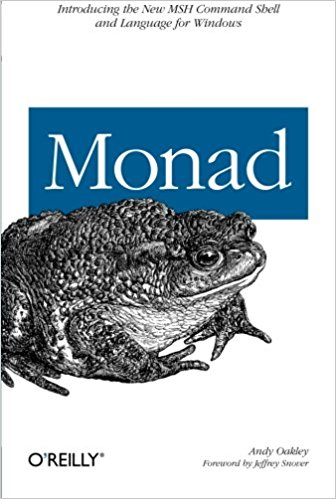 Introducing the New MSH Command Shell
and Language for Windows
Monad
Andy Oakley
Foreword by Jeffrey Snover
O'REILLY®